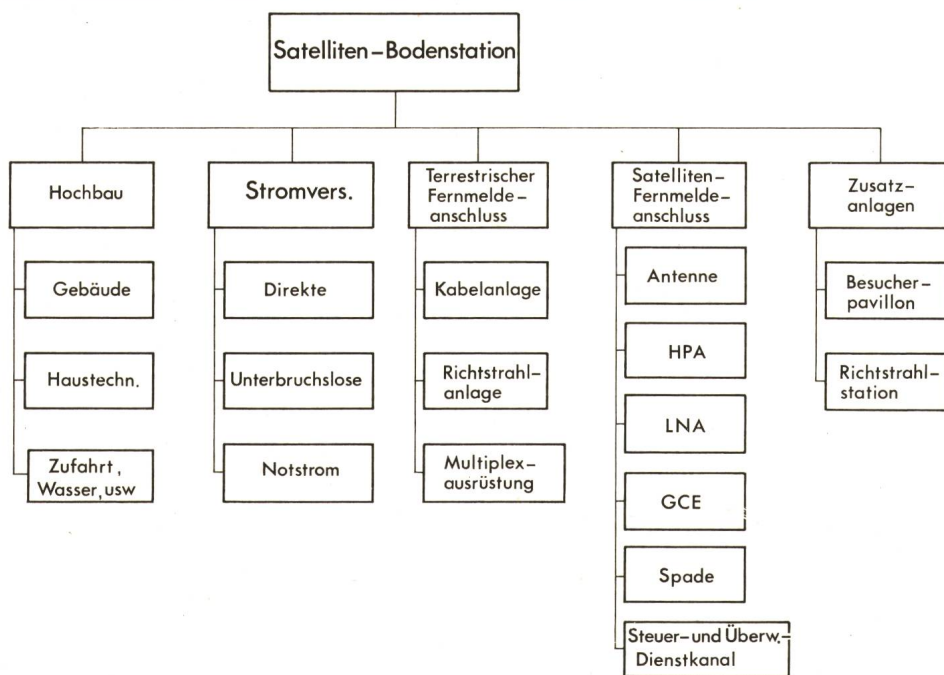 Satelliten-Bodenstation
Hochbau
Gebäude
Haustechn.
Zufahrt,
Wasser, usw
Stromvers.
Direkte
Unterbruchslose
Notstrom
Terrestrischer
Fernmelde-
anschluss
Kabelanlage
Richtstrahl-
anlage
Multiplex-
ausrüstung
Satelliten-
Fernmelde-
anschluss
Antenne
HPA
LNA
GCE
Spade
Steuer- und Überw.-
Dienstkanal
Zusatz-
anlagen
Besucher-
pavillon
Richtstrahl-
station